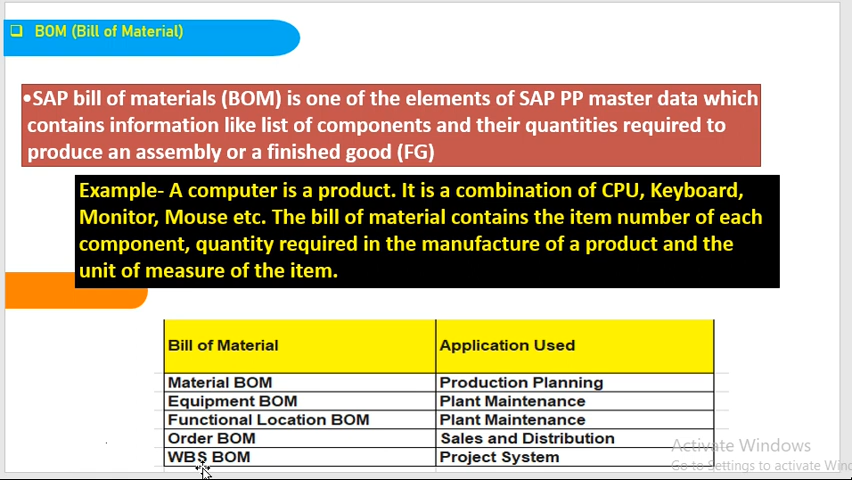 BOM (Bill of Material)
•SAP bill of materials (BOM) is one of the elements of SAP PP master data which
contains information like list of components and their quantities required to
produce an assembly or a finished good (FG)
Example- A computer is a product. It is a combination of CPU, Keyboard,
Monitor, Mouse etc. The bill of material contains the item number of each
component, quantity required in the manufacture of a product and the
unit of measure of the item.
Bill of Material Application Used
Material BOM Production Planning
Equipment BOM Plant Maintenance
Functional Location BOM Plant Maintenance
Order BOM Sales and Distribution
WBS BOM Project System
Activate Windows
Go to Settings to activate Win